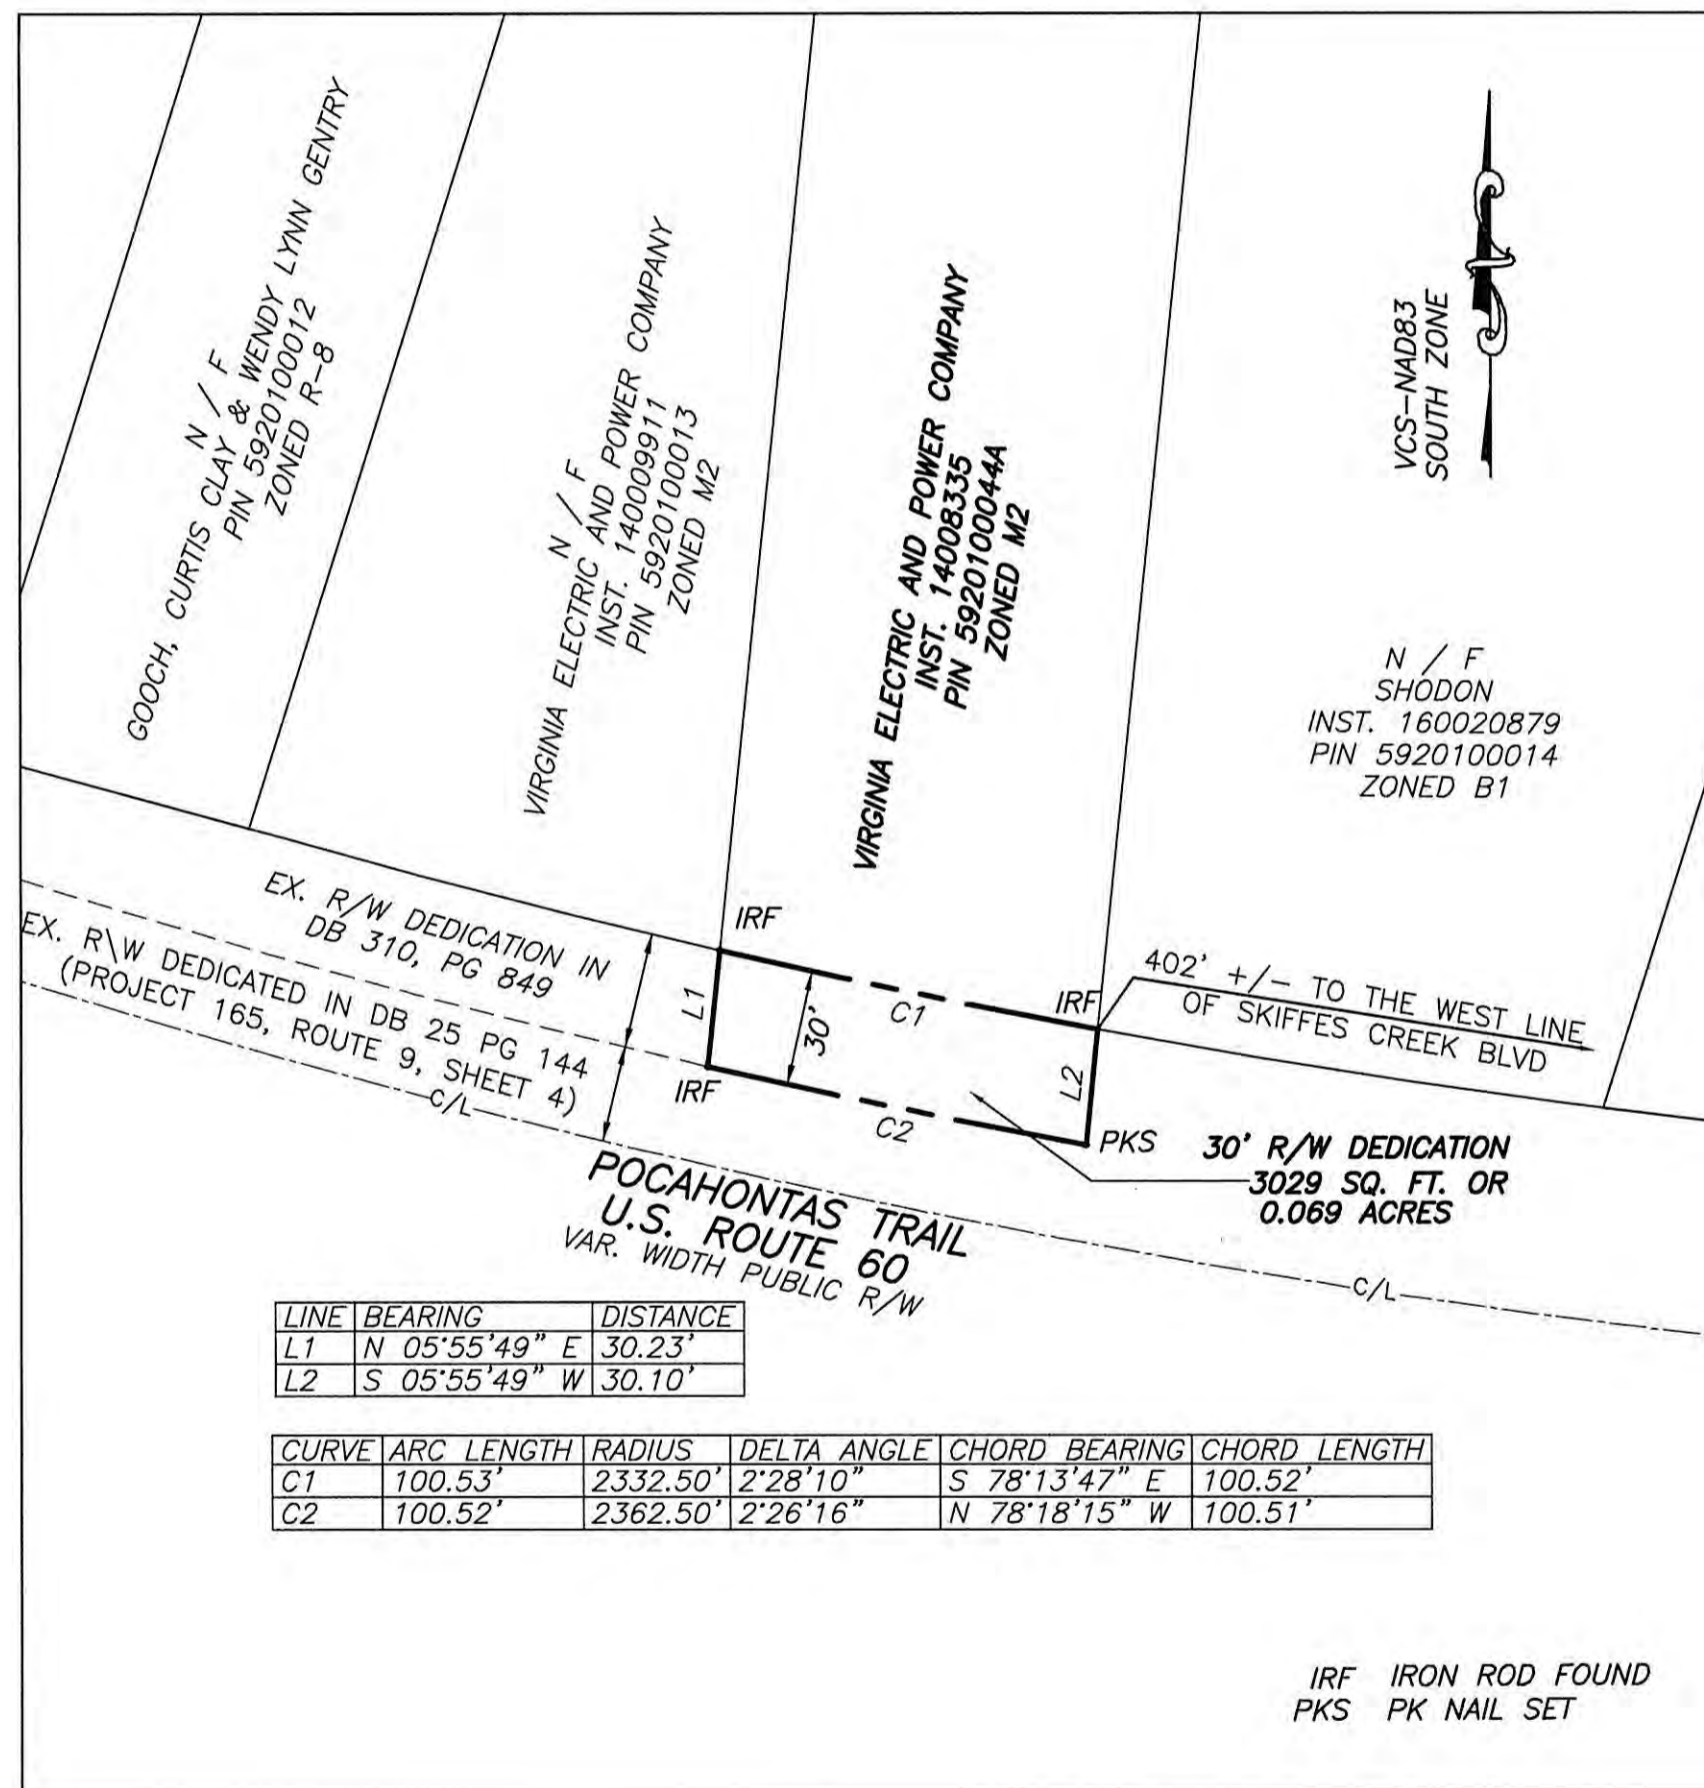 N / F
GOOCH, CURTIS CLAY & WENDY LYNN GENTRY
PIN 5920100012
ZONED R-8
N / F
VIRGINIA ELECTRIC AND POWER COMPANY
INST. 140009911
PIN 5920100013
ZONED M2
VIRGINIA ELECTRIC AND POWER COMPANY
INST. 14008335
PIN 5920100044A
ZONED M2
VCS-NAD83
SOUTH ZONE
N / F
SHODON
INST. 160020879
PIN 5920100014
ZONED B1
EX. R/W DEDICATION IN
DB 310, PG 849
EX. R\W DEDICATED IN DB 25 PG 144
(PROJECT 165, ROUTE 9, SHEET 4)
C/L
IRF
L1
30'
C1
IRF
402' +/- TO THE WEST LINE
OF SKIFFES CREEK BLVD
IRF
C2
L2
PKS
30' R/W DEDICATION
3029 SQ. FT. OR
0.069 ACRES
POCAHONTAS TRAIL
U.S. ROUTE 60
VAR. WIDTH PUBLIC R/W
C/L
LINE BEARING DISTANCE
L1 N 05°55'49" E 30.23'
L2 S 05°55'49" W 30.10'
CURVE ARC LENGTH RADIUS DELTA ANGLE CHORD BEARING CHORD LENGTH
C1 100.53' 2332.50' 2°28'10" S 78°13'47" E 100.52'
C2 100.52' 2362.50' 2°26'16" N 78°18'15" W 100.51'
IRF IRON ROD FOUND
PKS PK NAIL SET